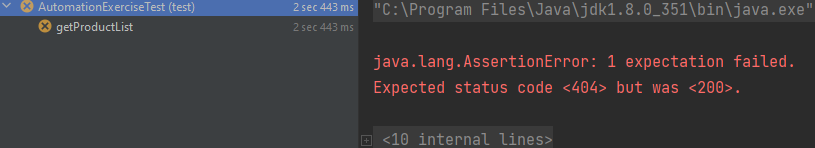 AutomationExerciseTest (test) 2 sec 443 ms
getProductList 2 sec 443 ms
"C:\Program Files\Java\jdk1.8.0_351\bin\java.exe"
java.lang.AssertionError: 1 expectation failed.
Expected status code <404> but was <200>.
<10 internal lines>